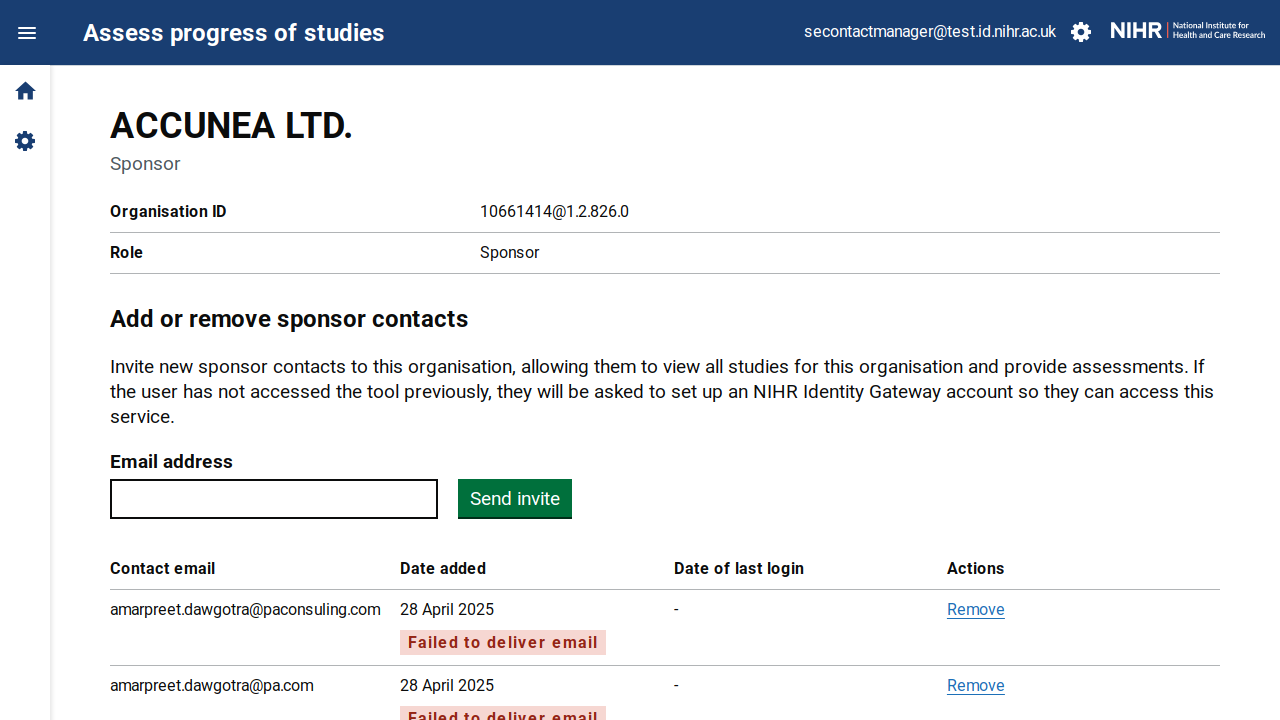 Assess progress of studies
secontactmanager@test.id.nihr.ac.uk
NIHR | National Institute for
Health and Care Research
ACCUNEA LTD.
Sponsor
Organisation ID 10661414@1.2.826.0
Role Sponsor
Add or remove sponsor contacts
Invite new sponsor contacts to this organisation, allowing them to view all studies for this organisation and provide assessments. If
the user has not accessed the tool previously, they will be asked to set up an NIHR Identity Gateway account so they can access this
service.
Email address
Send invite
Contact email Date added Date of last login Actions
amarpreet.dawgotra@paconsuling.com 28 April 2025 - Remove
Failed to deliver email
amarpreet.dawgotra@pa.com 28 April 2025 - Remove
Failed to deliver email